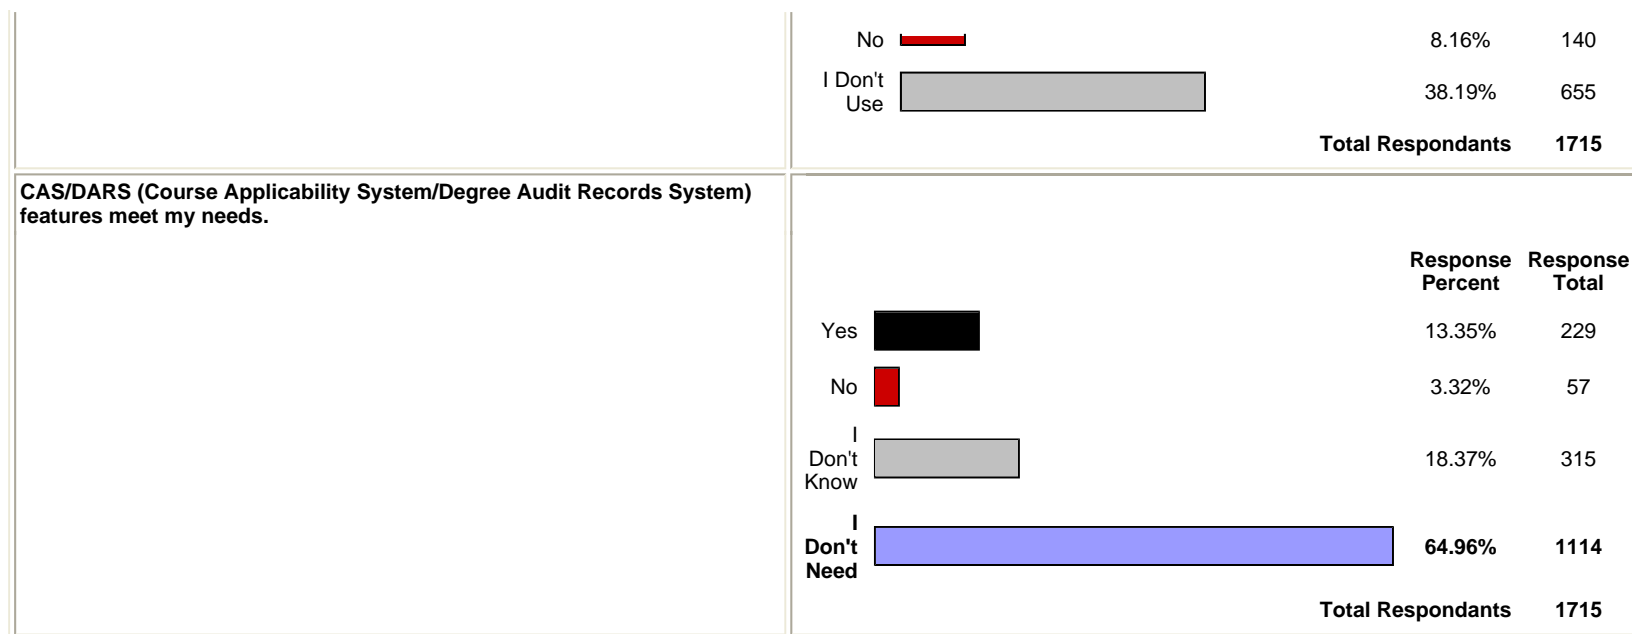 No 8.16% 140
I Don't
Use 38.19% 655
Total Respondants 1715
CAS/DARS (Course Applicability System/Degree Audit Records System)
features meet my needs.
Response Response
Percent Total
Yes 13.35% 229
No 3.32% 57
I
Don't
Know 18.37% 315
I
Don't
Need 64.96% 1114
Total Respondants 1715